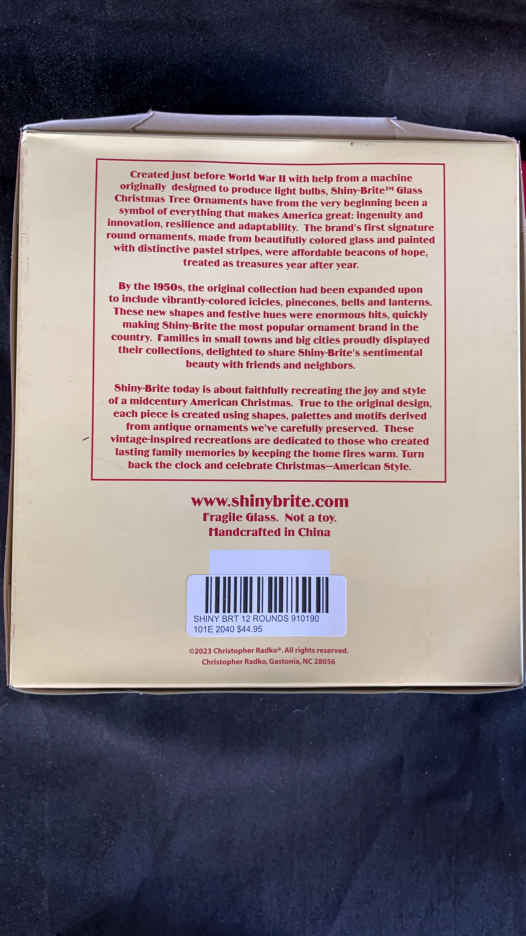 Created just before World War II with help from a machine
originally designed to produce light bulbs, Shiny-Brite™ Glass
Christmas Tree Ornaments have from the very beginning been a
symbol of everything that makes America great: ingenuity and
innovation, resilience and adaptability. The brand's first signature
round ornaments, made from beautifully colored glass and painted
with distinctive pastel stripes, were affordable beacons of hope,
treated as treasures year after year.
By the 1950s, the original collection had been expanded upon
to include vibrantly-colored icicles, pinecones, bells and lanterns.
These new shapes and festive hues were enormous hits, quickly
making Shiny-Brite the most popular ornament brand in the
country. Families in small towns and big cities proudly displayed
their collections, delighted to share Shiny-Brite's sentimental
beauty with friends and neighbors.
Shiny-Brite today is about faithfully recreating the joy and style
of a midcentury American Christmas. True to the original design,
each piece is created using shapes, palettes and motifs derived
from antique ornaments we've carefully preserved. These
vintage-inspired recreations are dedicated to those who created
lasting family memories by keeping the home fires warm. Turn
back the clock and celebrate Christmas—American Style.
www.shinybrite.com
Fragile Glass. Not a toy.
Handcrafted in China
SHINY BRT 12 ROUNDS 910190
101E 2040 $44.95
©2023 Christopher Radko®. All rights reserved.
Christopher Radko, Gastonia, NC 28056